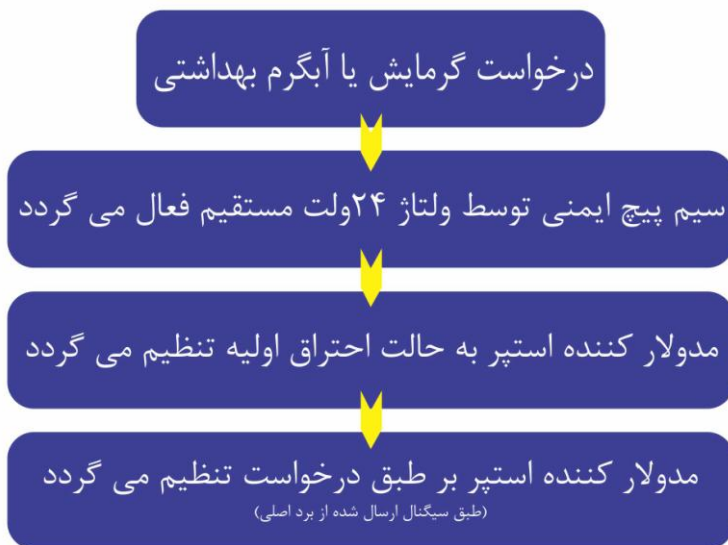 درخواست گرمایش یا آبگرم بهداشتی
سیم پیچ ایمنی توسط ولتاژ ۲۴ولت مستقیم فعال می گردد
مدولار کننده استپر به حالت احتراق اولیه تنظیم می گردد
مدولار کننده استپر بر طبق درخواست تنظیم می گردد
(طبق سیگنال ارسال شده از برد اصلی)